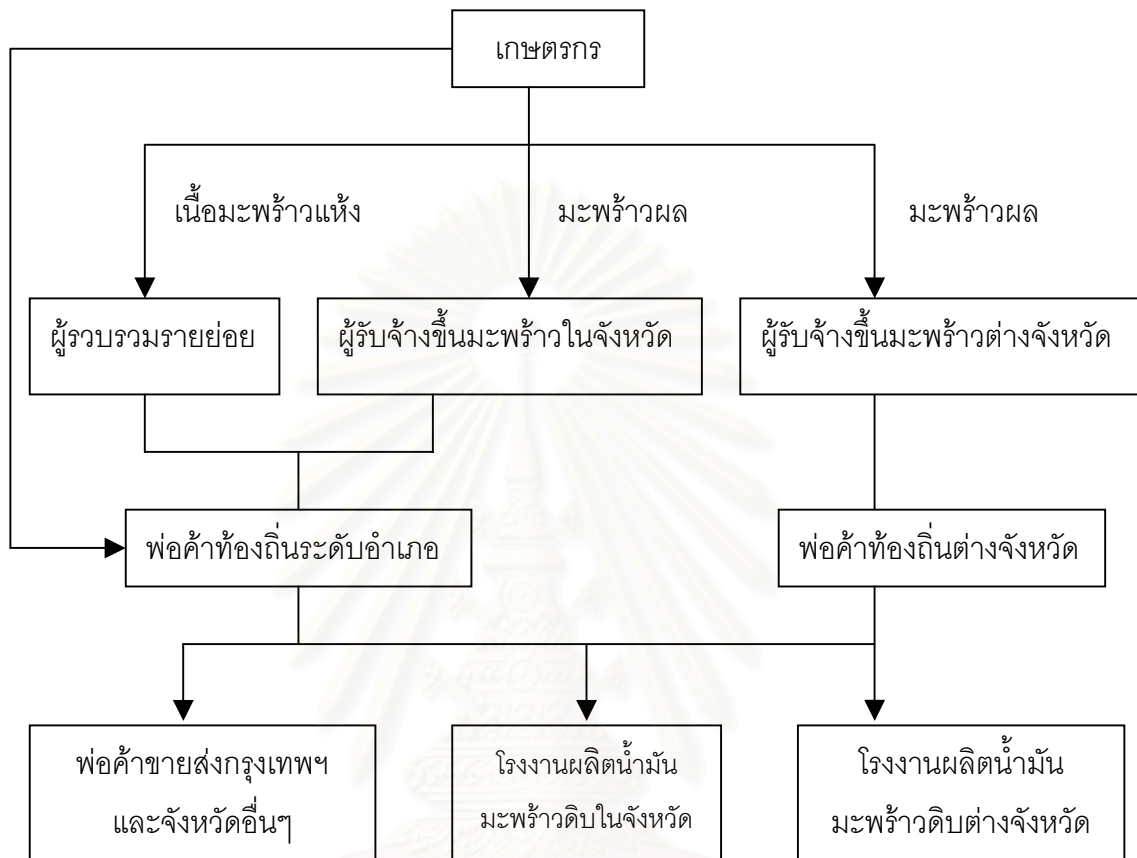 เกษตรกร
เนื้อมะพร้าวแห้ง
มะพร้าวผล
มะพร้าวผล
ผู้รวบรวมรายย่อย
ผู้รับจ้างขึ้นมะพร้าวในจังหวัด
ผู้รับจ้างขึ้นมะพร้าวต่างจังหวัด
พ่อค้าท้องถิ่นระดับอำเภอ
พ่อค้าท้องถิ่นต่างจังหวัด
พ่อค้าขายส่งกรุงเทพฯ
และจังหวัดอื่นๆ
โรงงานผลิตน้ำมัน
มะพร้าวดิบในจังหวัด
โรงงานผลิตน้ำมัน
มะพร้าวดิบต่างจังหวัด